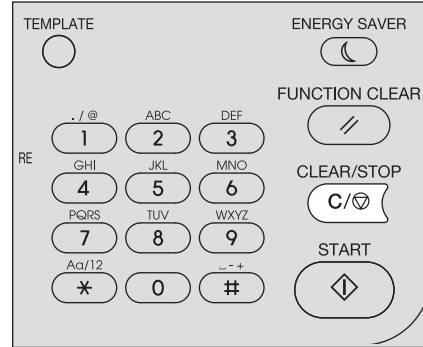 TEMPLATE
ENERGY SAVER
FUNCTION CLEAR
./@ ABC DEF
1 2 3
RE
GHI JKL MNO
4 5 6
CLEAR/STOP
C/
PQRS TUV WXYZ
7 8 9
START
Aa/12 ⎵-+
* 0 #